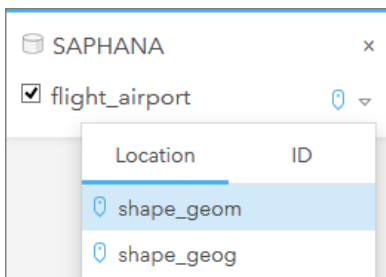 SAPHANA x
flight_airport
Location ID
shape_geom
shape_geog